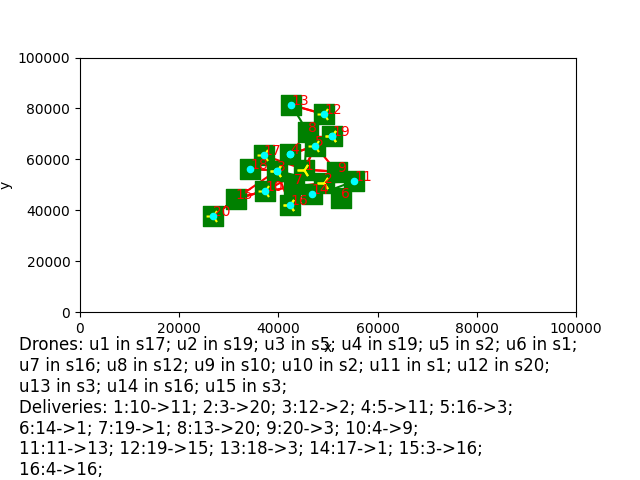 100000
80000
60000
40000
20000
0
y
0 20000 40000 60000 80000 100000
x
Drones: u1 in s17; u2 in s19; u3 in s5; u4 in s19; u5 in s2; u6 in s1;
u7 in s16; u8 in s12; u9 in s10; u10 in s2; u11 in s1; u12 in s20;
u13 in s3; u14 in s16; u15 in s3;
Deliveries: 1:10->11; 2:3->20; 3:12->2; 4:5->11; 5:16->3;
6:14->1; 7:19->1; 8:13->20; 9:20->3; 10:4->9;
11:11->13; 12:19->15; 13:18->3; 14:17->1; 15:3->16;
16:4->16;